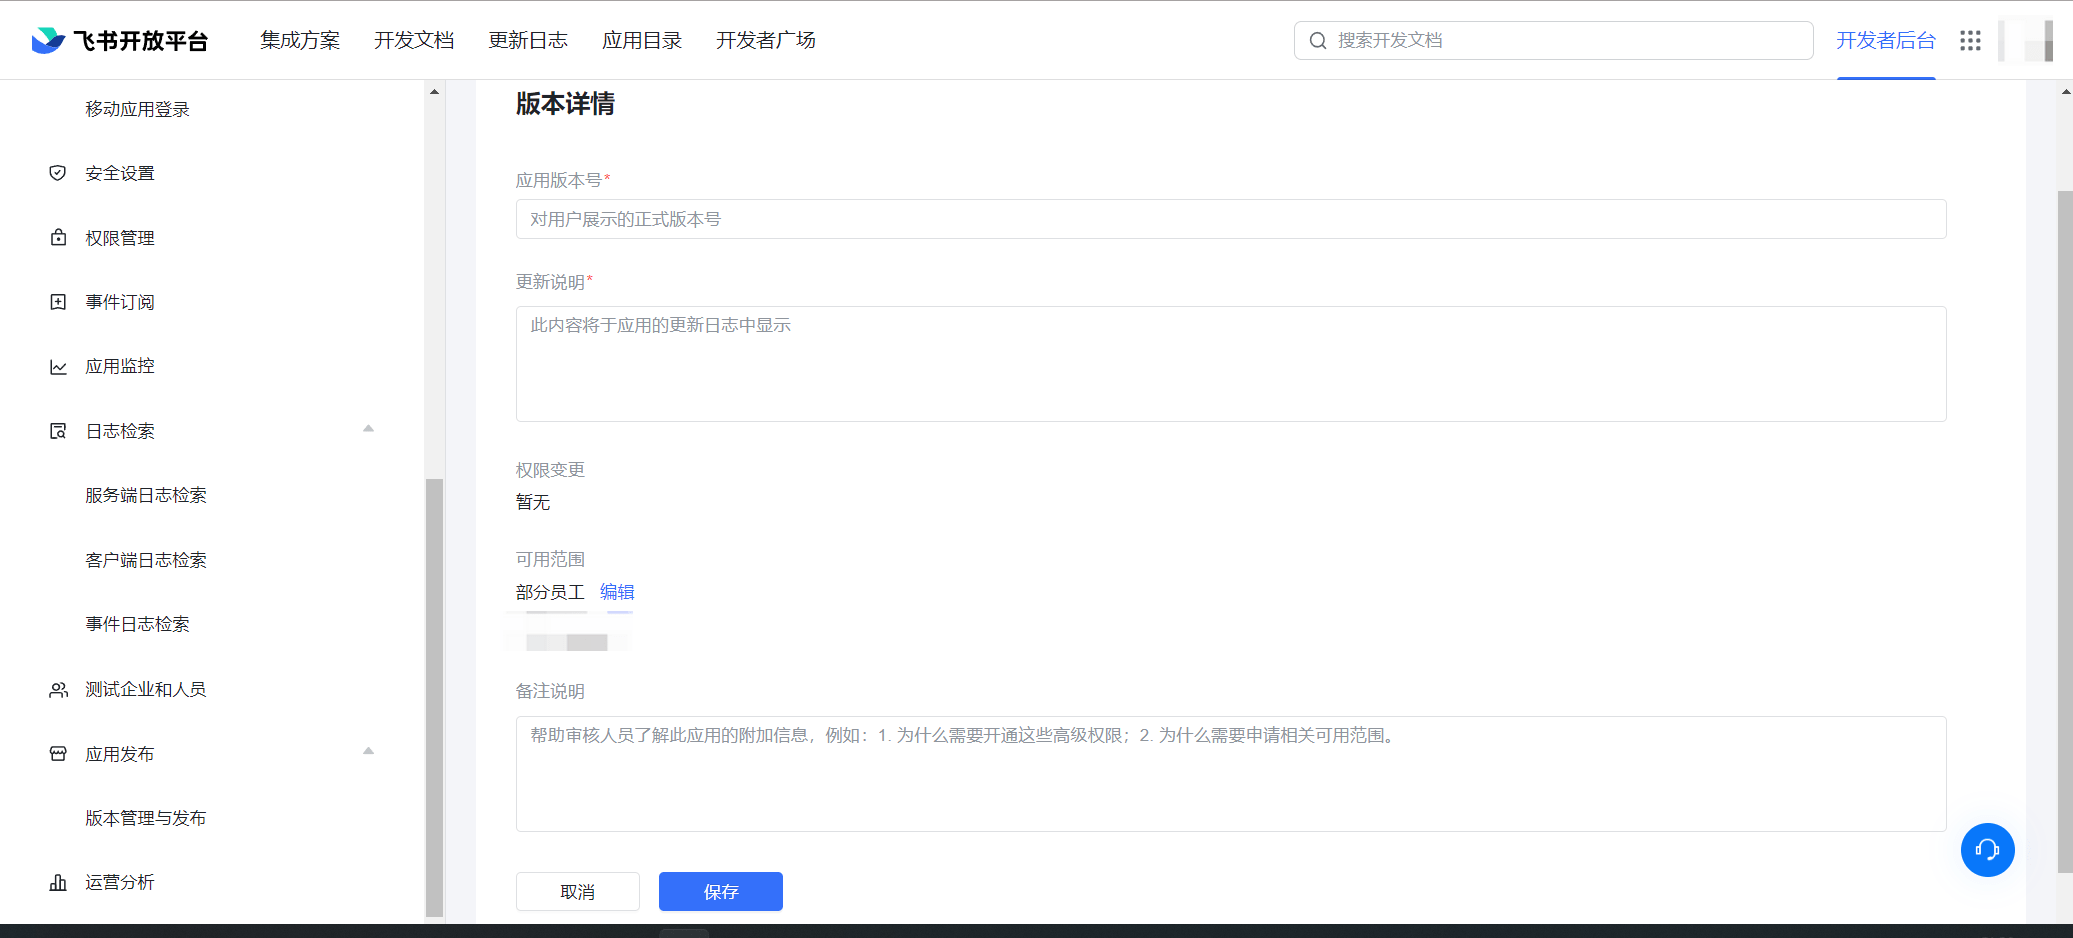 飞书开放平台
集成方案
开发文档
更新日志
应用目录
开发者广场
搜索开发文档
开发者后台
移动应用登录
安全设置
权限管理
事件订阅
应用监控
日志检索
服务端日志检索
客户端日志检索
事件日志检索
测试企业和人员
应用发布
版本管理与发布
运营分析
版本详情
应用版本号*
对用户展示的正式版本号
更新说明*
此内容将于应用的更新日志中显示
权限变更
暂无
可用范围
部分员工 编辑
备注说明
帮助审核人员了解此应用的附加信息，例如：1. 为什么需要开通这些高级权限；2. 为什么需要申请相关可用范围。
取消
保存